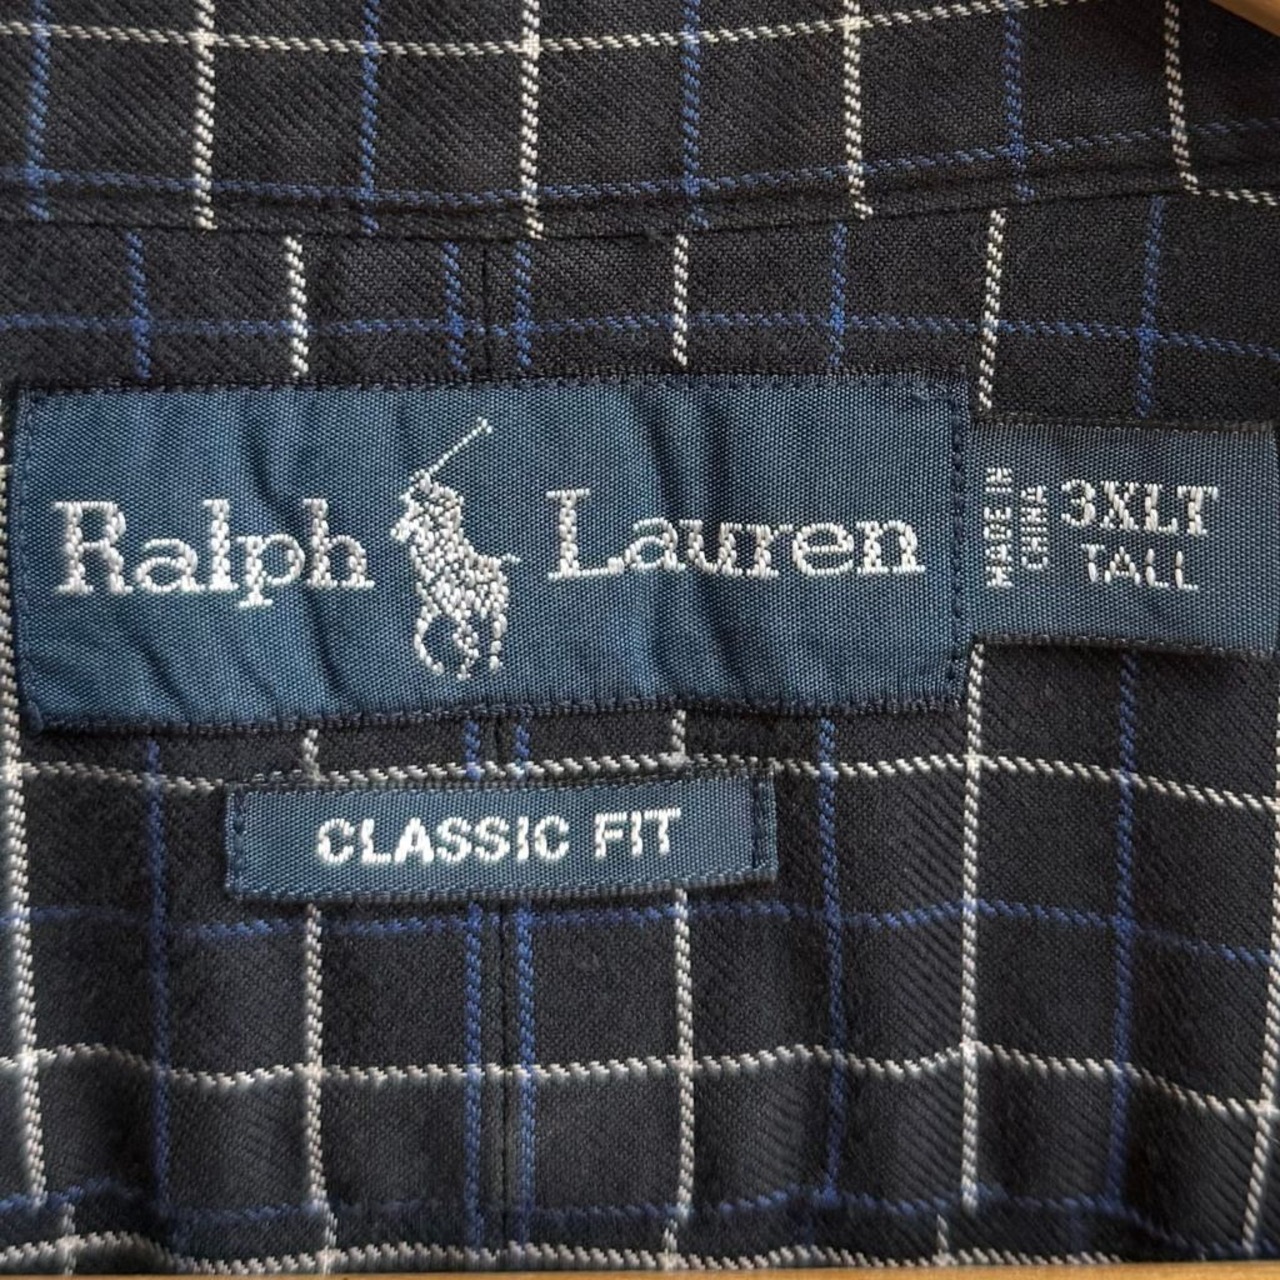 Ralph Lauren
MADE IN
CHINA
3XLT
TALL
CLASSIC FIT